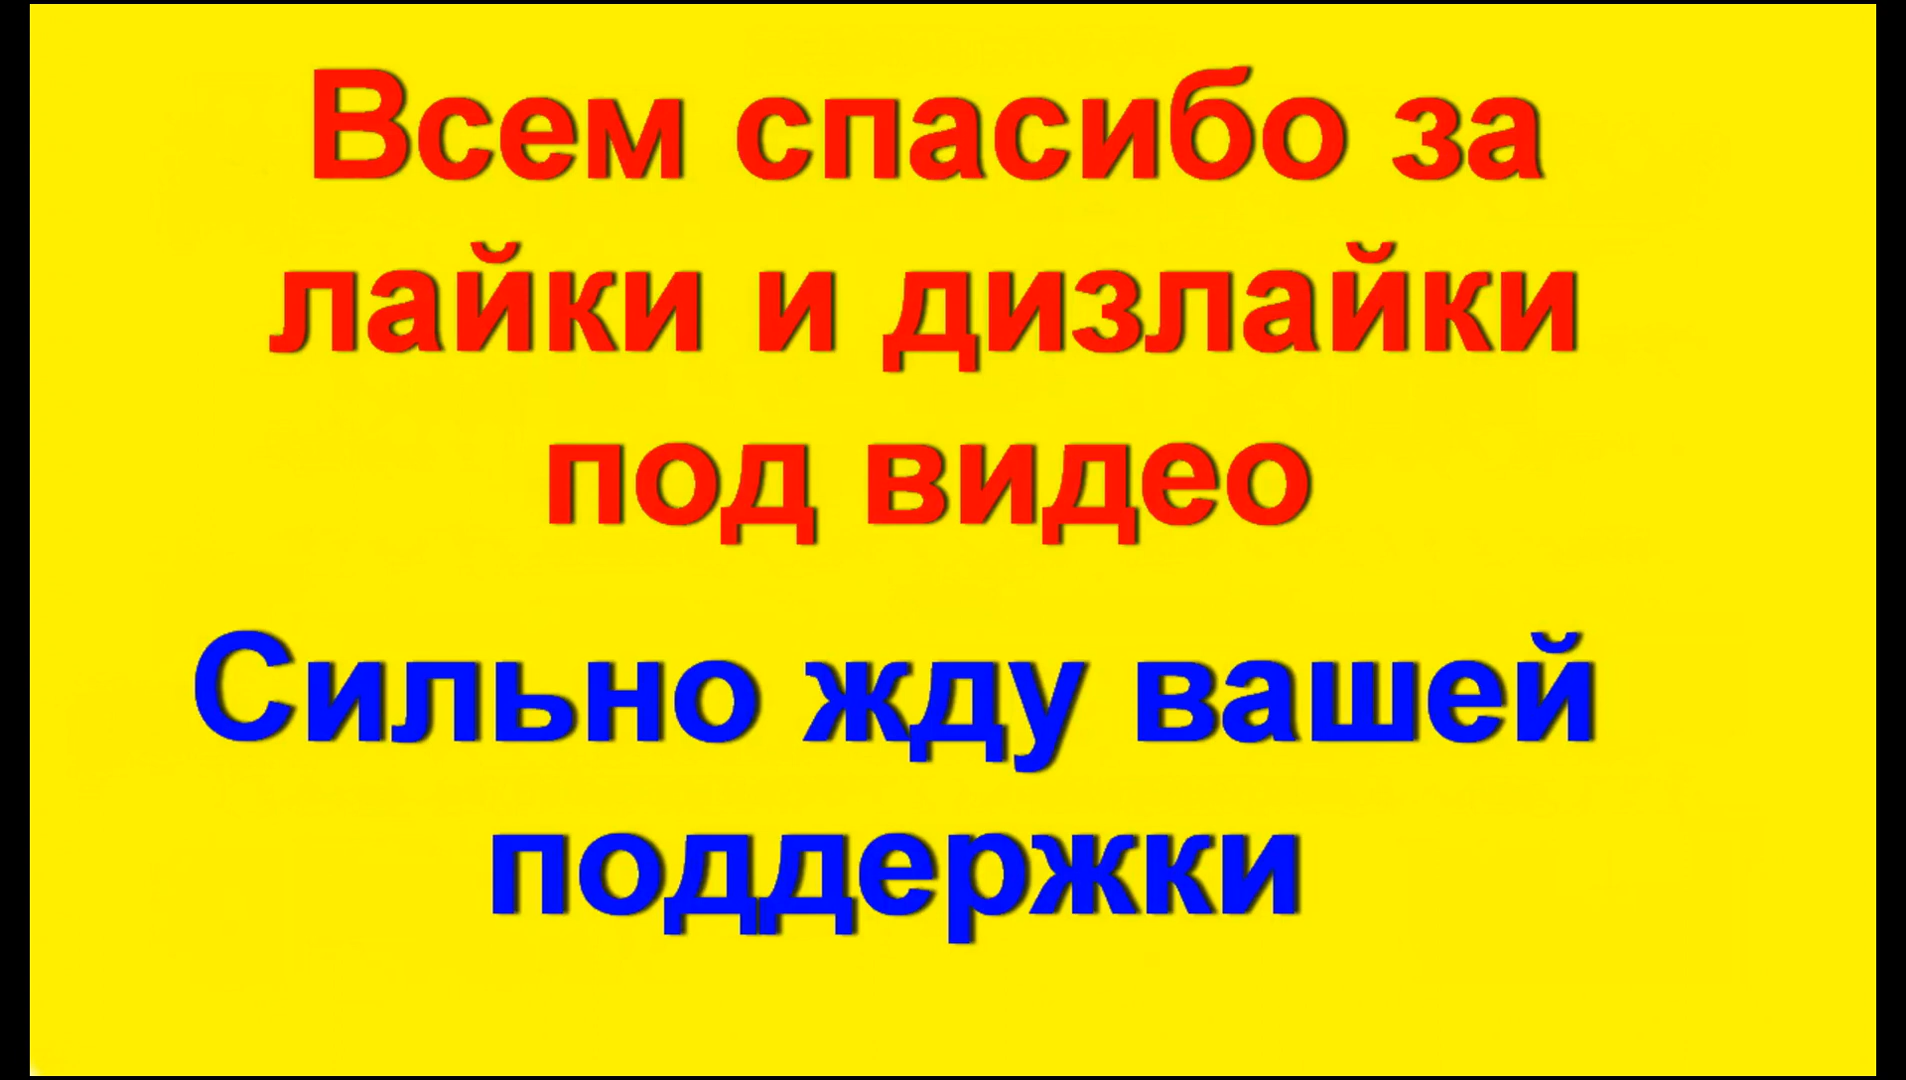 Всем спасибо за
лайки и дизлайки
под видео
Сильно жду вашей
поддержки